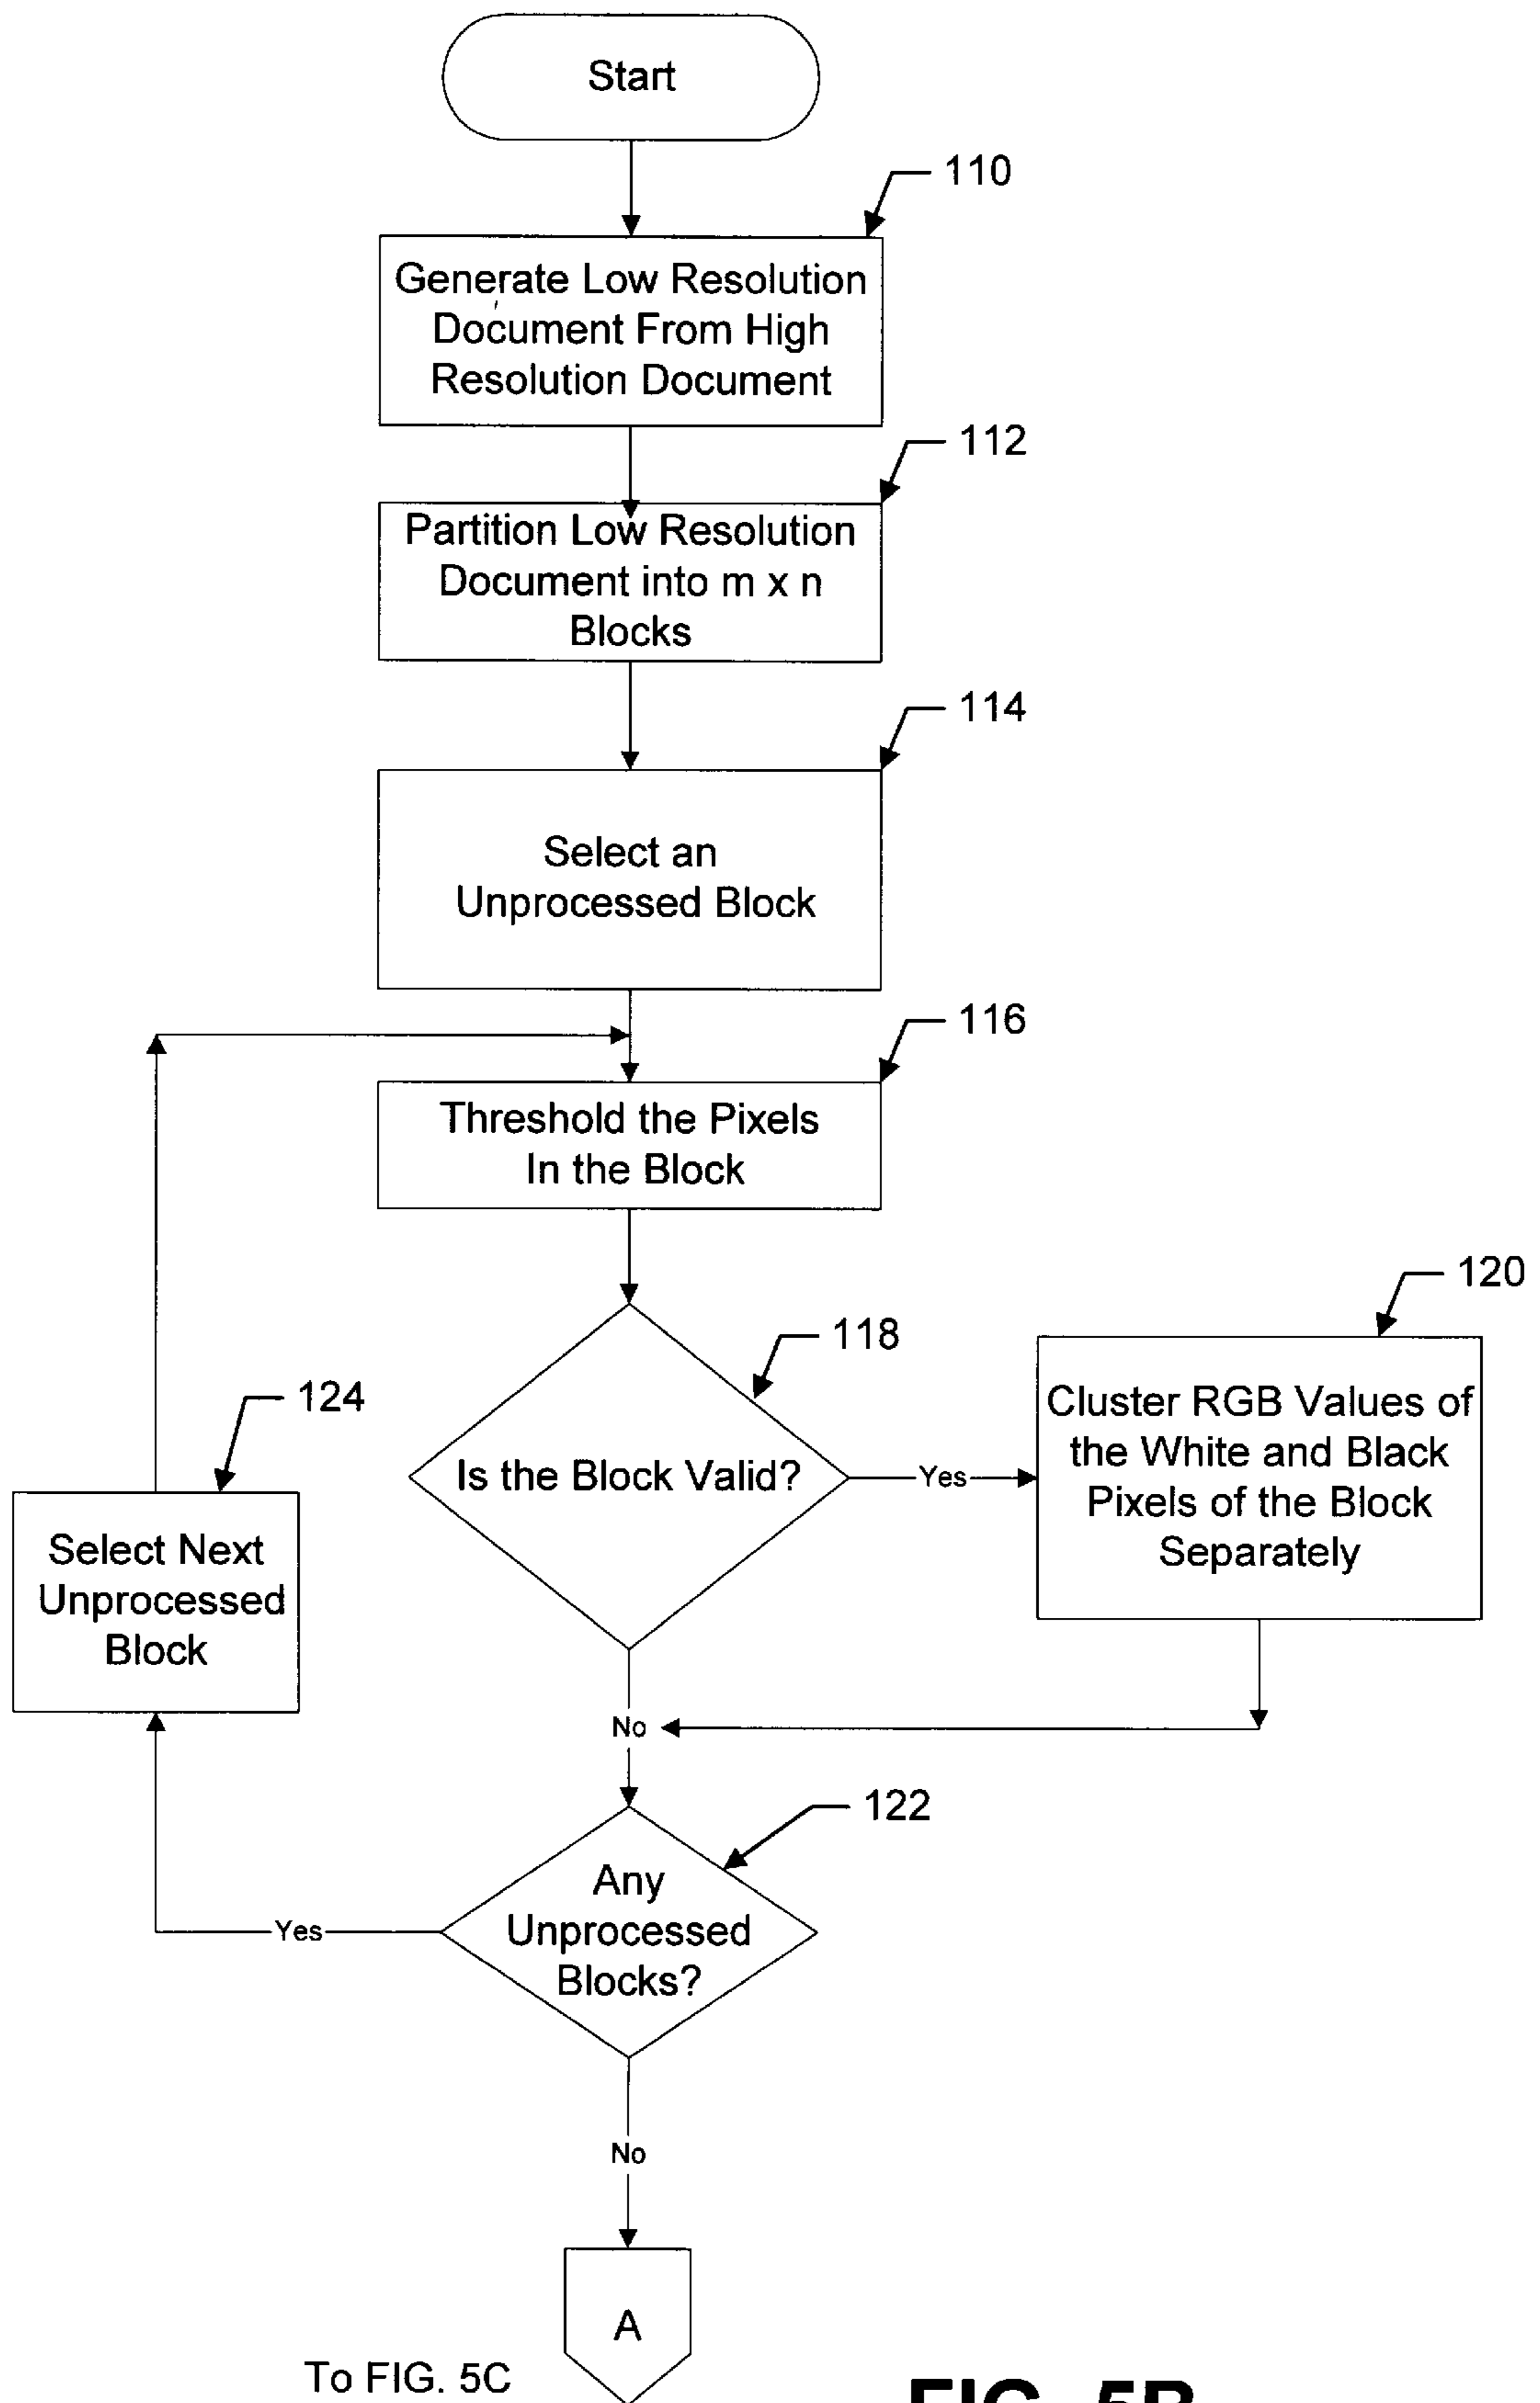 Start
110
Generate Low Resolution
Document From High
Resolution Document
112
Partition Low Resolution
Document into m x n
Blocks
114
Select an
Unprocessed Block
116
Threshold the Pixels
In the Block
118
Is the Block Valid?
Yes
120
Cluster RGB Values of
the White and Black
Pixels of the Block
Separately
124
Select Next
Unprocessed
Block
No
122
Any
Unprocessed
Blocks?
Yes
No
A
To FIG. 5C
FIG. 5B